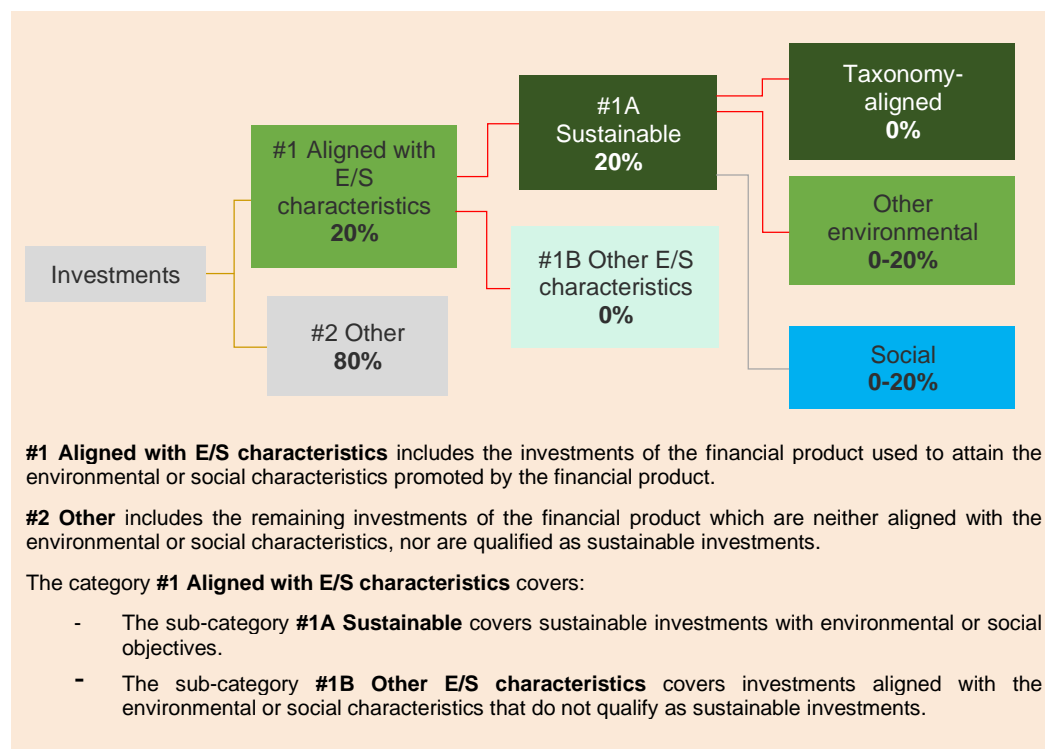 Investments
#1 Aligned with
E/S
characteristics
20%
#2 Other
80%
#1A
Sustainable
20%
#1B Other E/S
characteristics
0%
Taxonomy-
aligned
0%
Other
environmental
0-20%
Social
0-20%
#1 Aligned with E/S characteristics includes the investments of the financial product used to attain the
environmental or social characteristics promoted by the financial product.
#2 Other includes the remaining investments of the financial product which are neither aligned with the
environmental or social characteristics, nor are qualified as sustainable investments.
The category #1 Aligned with E/S characteristics covers:
- The sub-category #1A Sustainable covers sustainable investments with environmental or social
objectives.
- The sub-category #1B Other E/S characteristics covers investments aligned with the
environmental or social characteristics that do not qualify as sustainable investments.